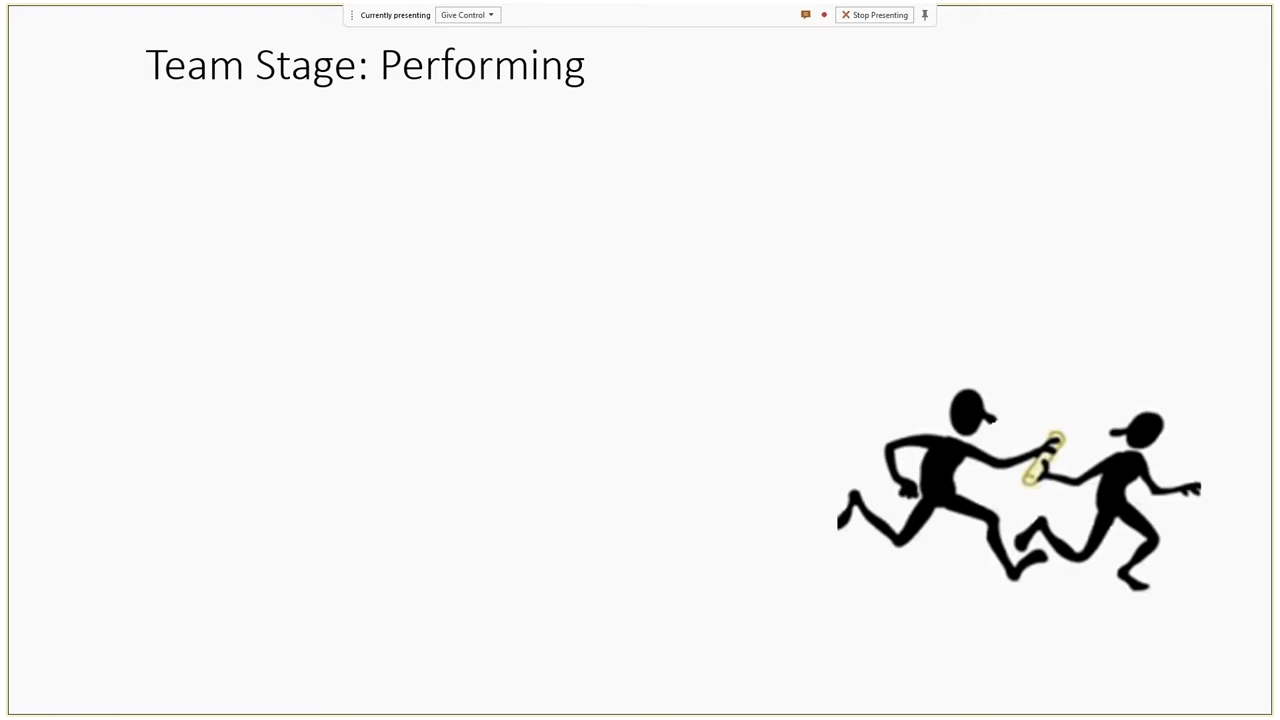 Currently presenting
Give Control
Stop Presenting
Team Stage: Performing